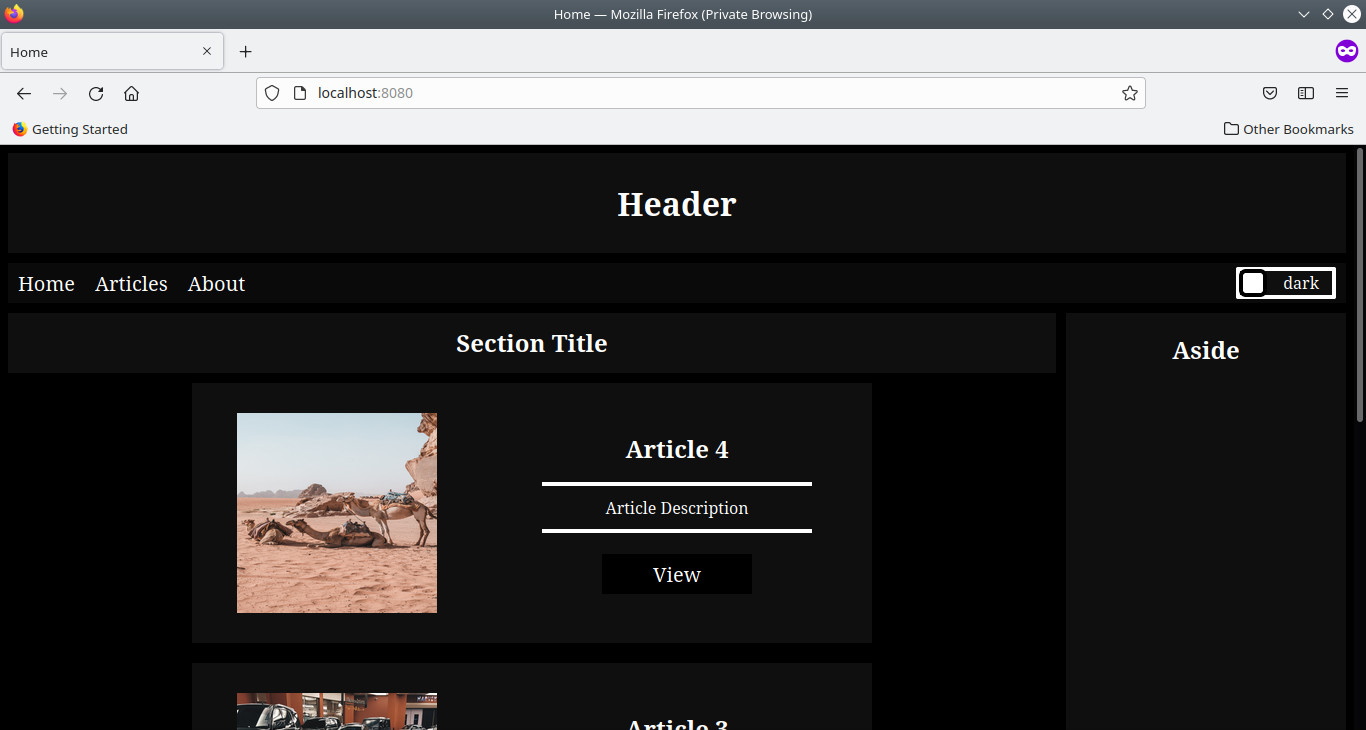 Home — Mozilla Firefox (Private Browsing)
Home
localhost:8080
Getting Started
Other Bookmarks
Header
Home Articles About
dark
Section Title
Aside
Article 4
Article Description
View
Article 3